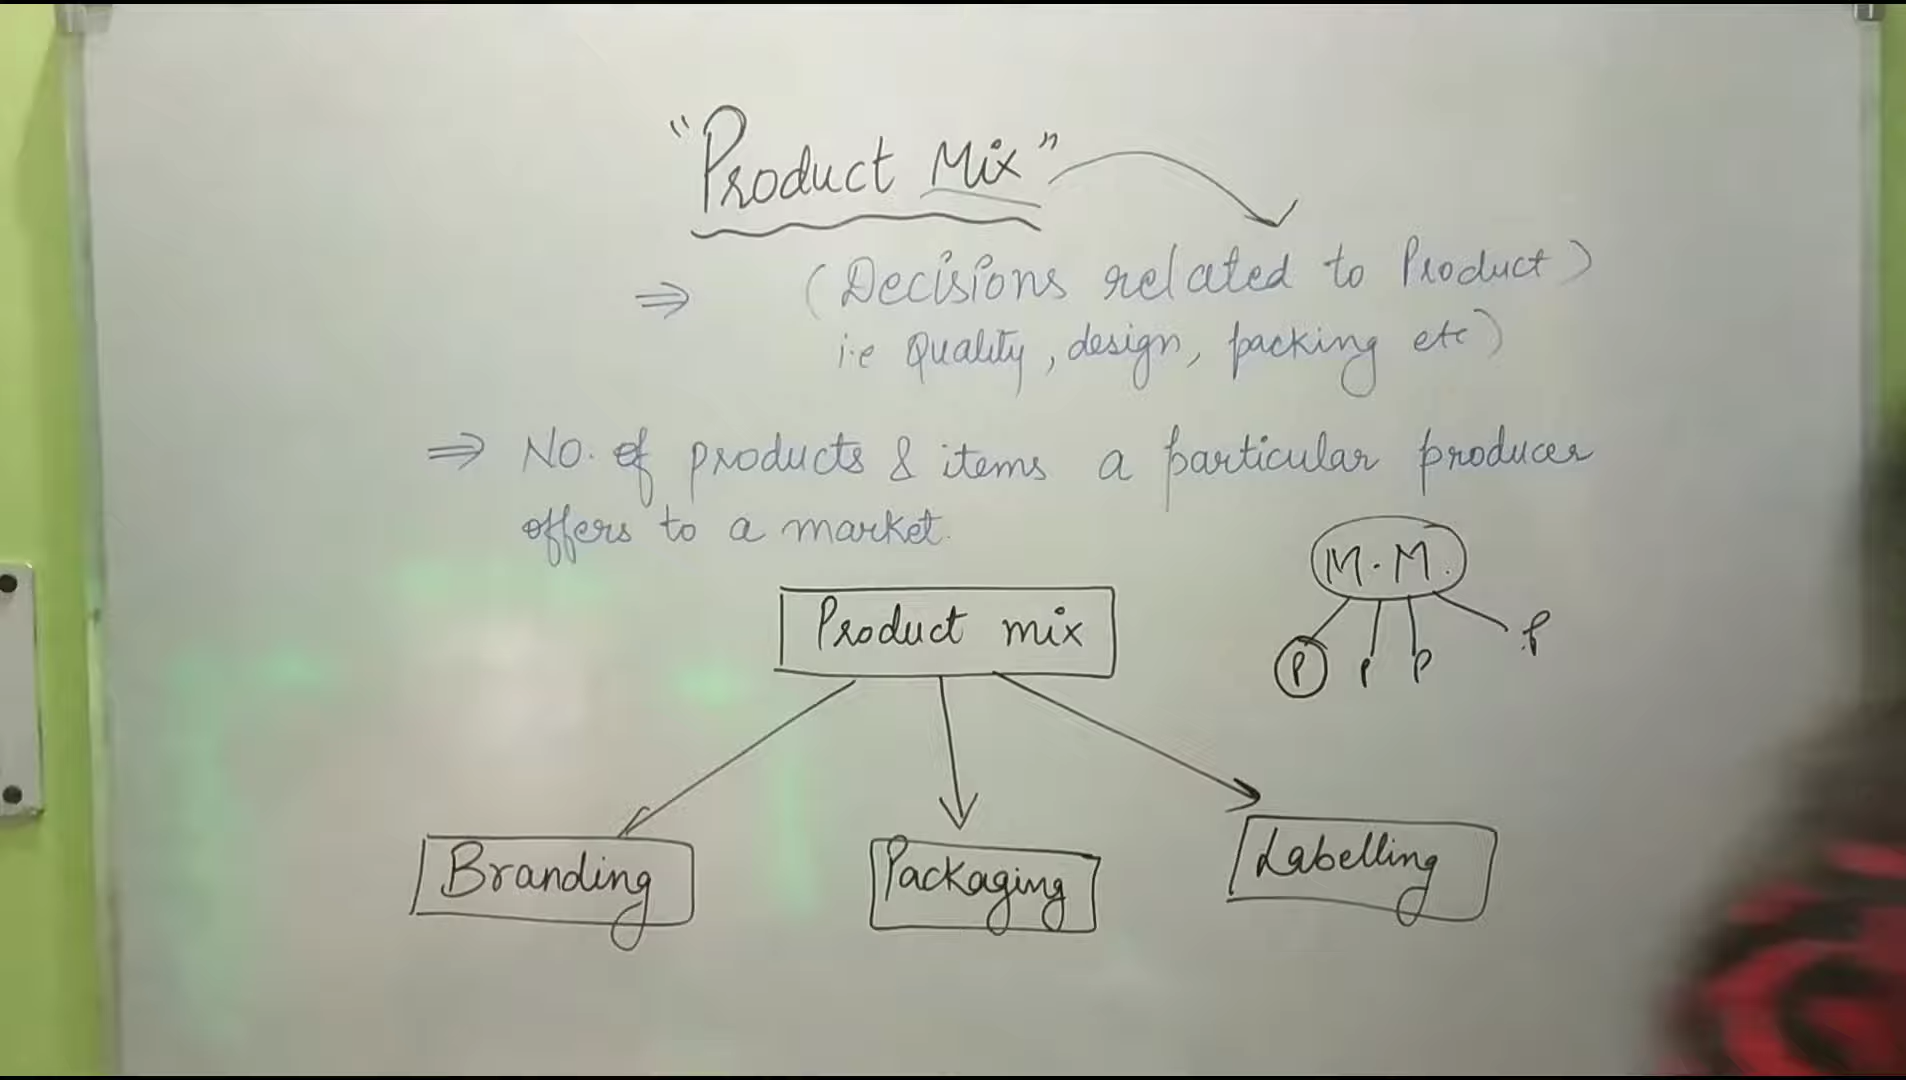 "Product Mix"
⇒ (Decisions related to Product)
i.e Quality, design, packing etc)
⇒ No. of products & items a particular producer
offers to a market.
M.M.
P P P P
Product mix
Branding Packaging Labelling